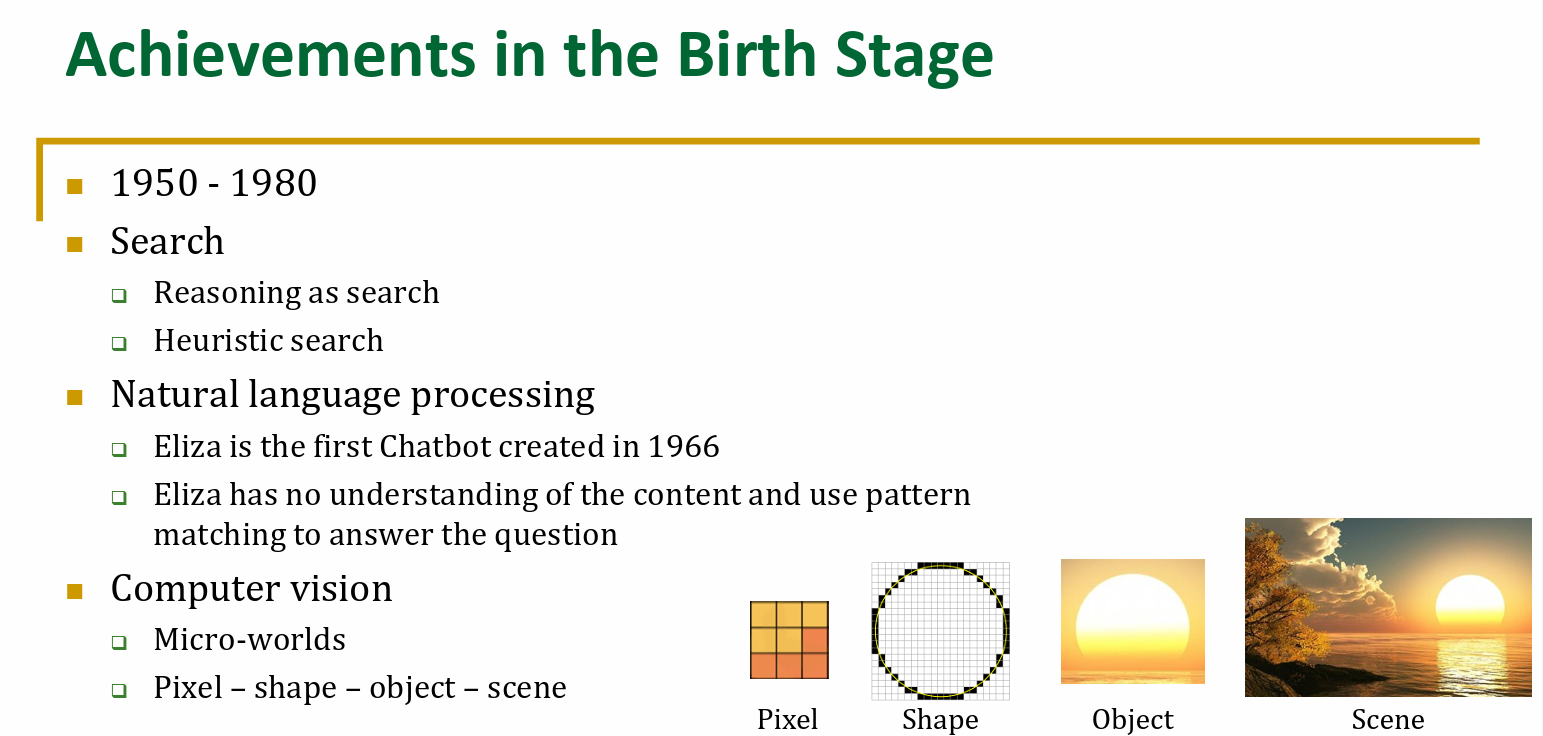 Achievements in the Birth Stage
1950 - 1980
Search
Reasoning as search
Heuristic search
Natural language processing
Eliza is the first Chatbot created in 1966
Eliza has no understanding of the content and use pattern
matching to answer the question
Computer vision
Micro-worlds
Pixel – shape – object – scene
Pixel
Shape
Object
Scene